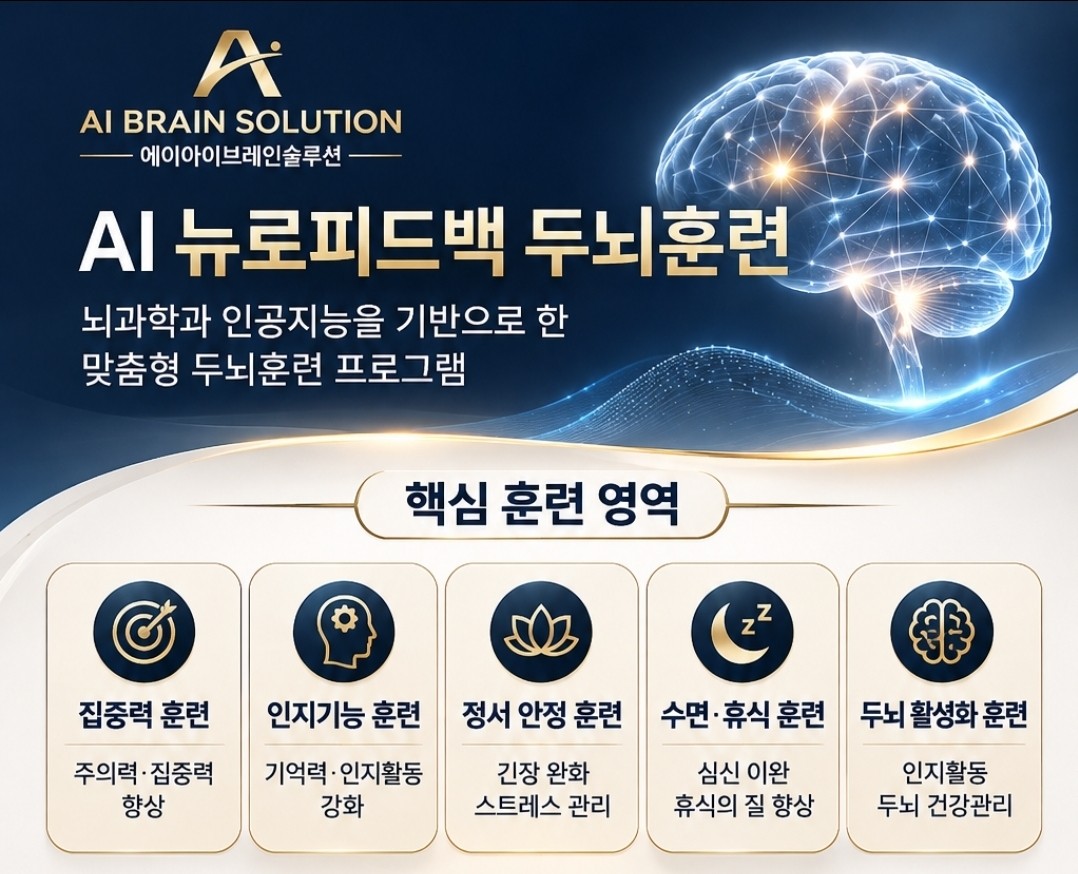 AI BRAIN SOLUTION
에이아이브레인술루션
AI 뉴로피드백 두뇌훈련
뇌과학과 인공지능을 기반으로 한
맞춤형 두뇌훈련 프로그램
핵심 훈련 영역
집중력 훈련
주의력·집중력
향상
인지기능 훈련
기억력·인지활동
강화
정서 안정 훈련
긴장 완화
스트레스 관리
수면·휴식 훈련
심신 이완
휴식의 질 향상
두뇌 활성화 훈련
인지활동
두뇌 건강관리